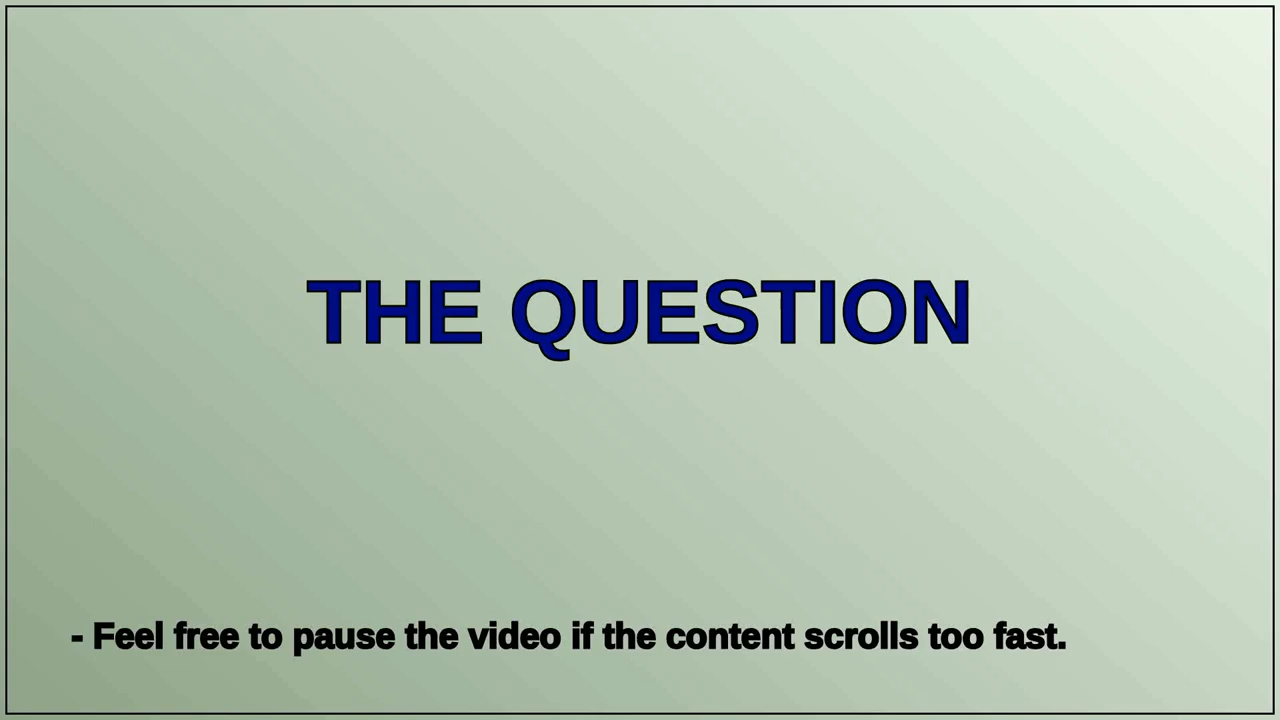 THE QUESTION
- Feel free to pause the video if the content scrolls too fast.